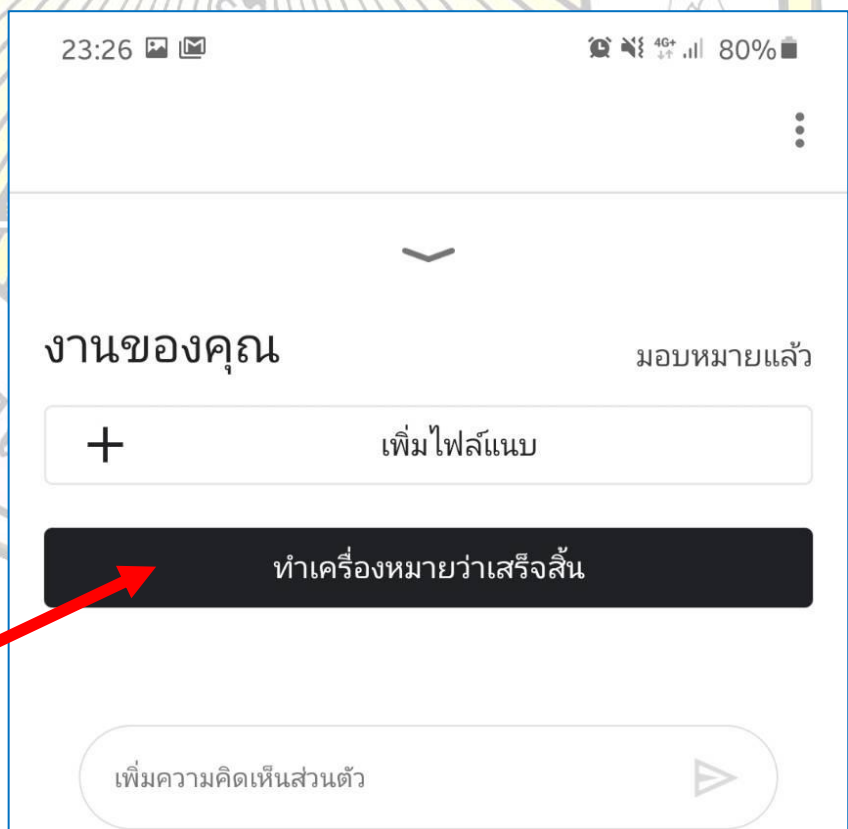 23:26 4G+ 80%
งานของคุณ
มอบหมายแล้ว
+ เพิ่มไฟล์แนบ
ทำเครื่องหมายว่าเสร็จสิ้น
เพิ่มความคิดเห็นส่วนตัว